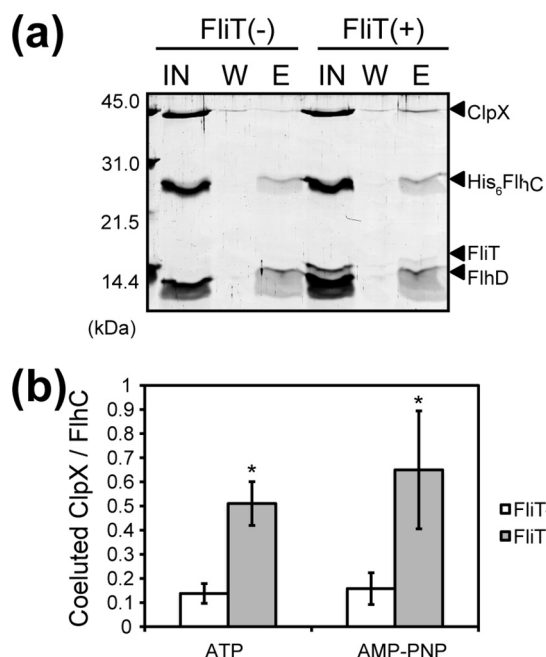 (a)
FliT(-) FliT(+)
IN W E IN W E
45.0
ClpX
31.0
His6FlhC
21.5
FliT
14.4
FlhD
(kDa)
(b)
Coeluted ClpX / FlhC
1
0.9
0.8
0.7
0.6
0.5
0.4
0.3
0.2
0.1
0
* *
FliT-
FliT
ATP AMP-PNP